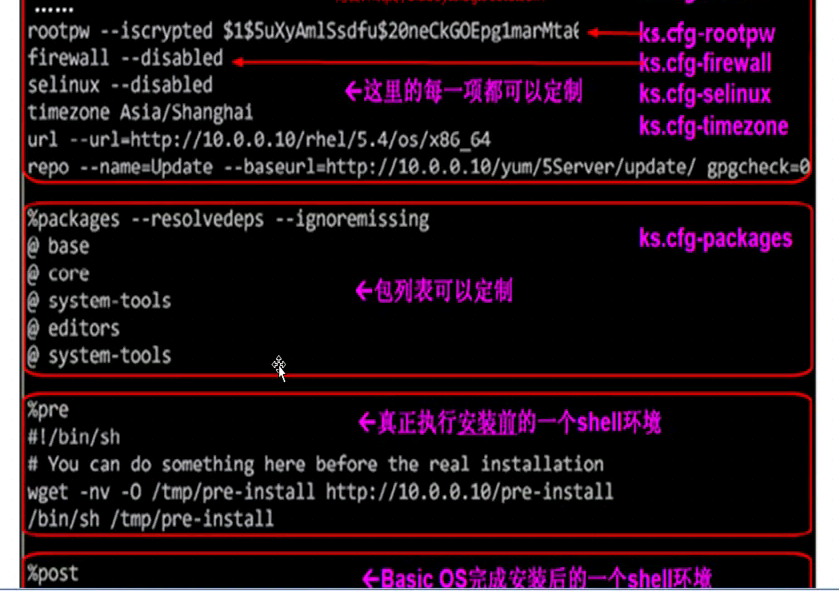 ......
rootpw --iscrypted $1$5uXyAmlSsdfu$20neCkGOEpg1marMta6 ks.cfg-rootpw
firewall --disabled ks.cfg-firewall
selinux --disabled ←这里的每一项都可以定制 ks.cfg-selinux
timezone Asia/Shanghai ks.cfg-timezone
url --url=http://10.0.0.10/rhel/5.4/os/x86_64
repo --name=Update --baseurl=http://10.0.0.10/yum/5Server/update/ gpgcheck=0
%packages --resolvedeps --ignoremissing
@ base ks.cfg-packages
@ core
@ system-tools ←包列表可以定制
@ editors
@ system-tools
%pre ←真正执行安装前的一个shell环境
#!/bin/sh
# You can do something here before the real installation
wget -nv -O /tmp/pre-install http://10.0.0.10/pre-install
/bin/sh /tmp/pre-install
%post ←Basic OS完成安装后的一个shell环境